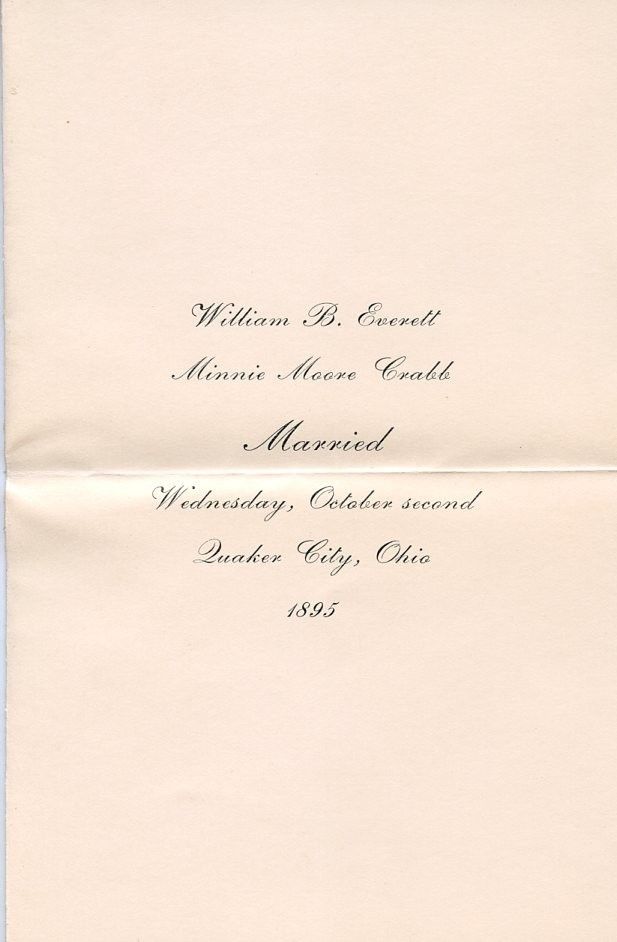 William B. Everett
Minnie Moore Crabb
Married
Wednesday, October second
Quaker City, Ohio
1895